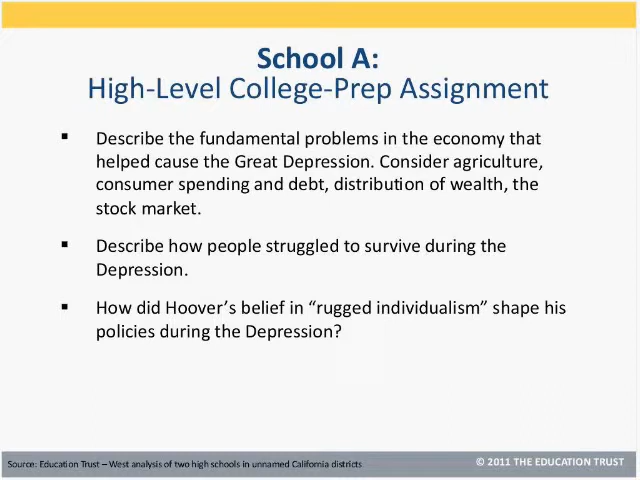 School A:
High-Level College-Prep Assignment
▪ Describe the fundamental problems in the economy that
helped cause the Great Depression. Consider agriculture,
consumer spending and debt, distribution of wealth, the
stock market.
▪ Describe how people struggled to survive during the
Depression.
▪ How did Hoover’s belief in “rugged individualism” shape his
policies during the Depression?
Source: Education Trust – West analysis of two high schools in unnamed California districts
© 2011 THE EDUCATION TRUST